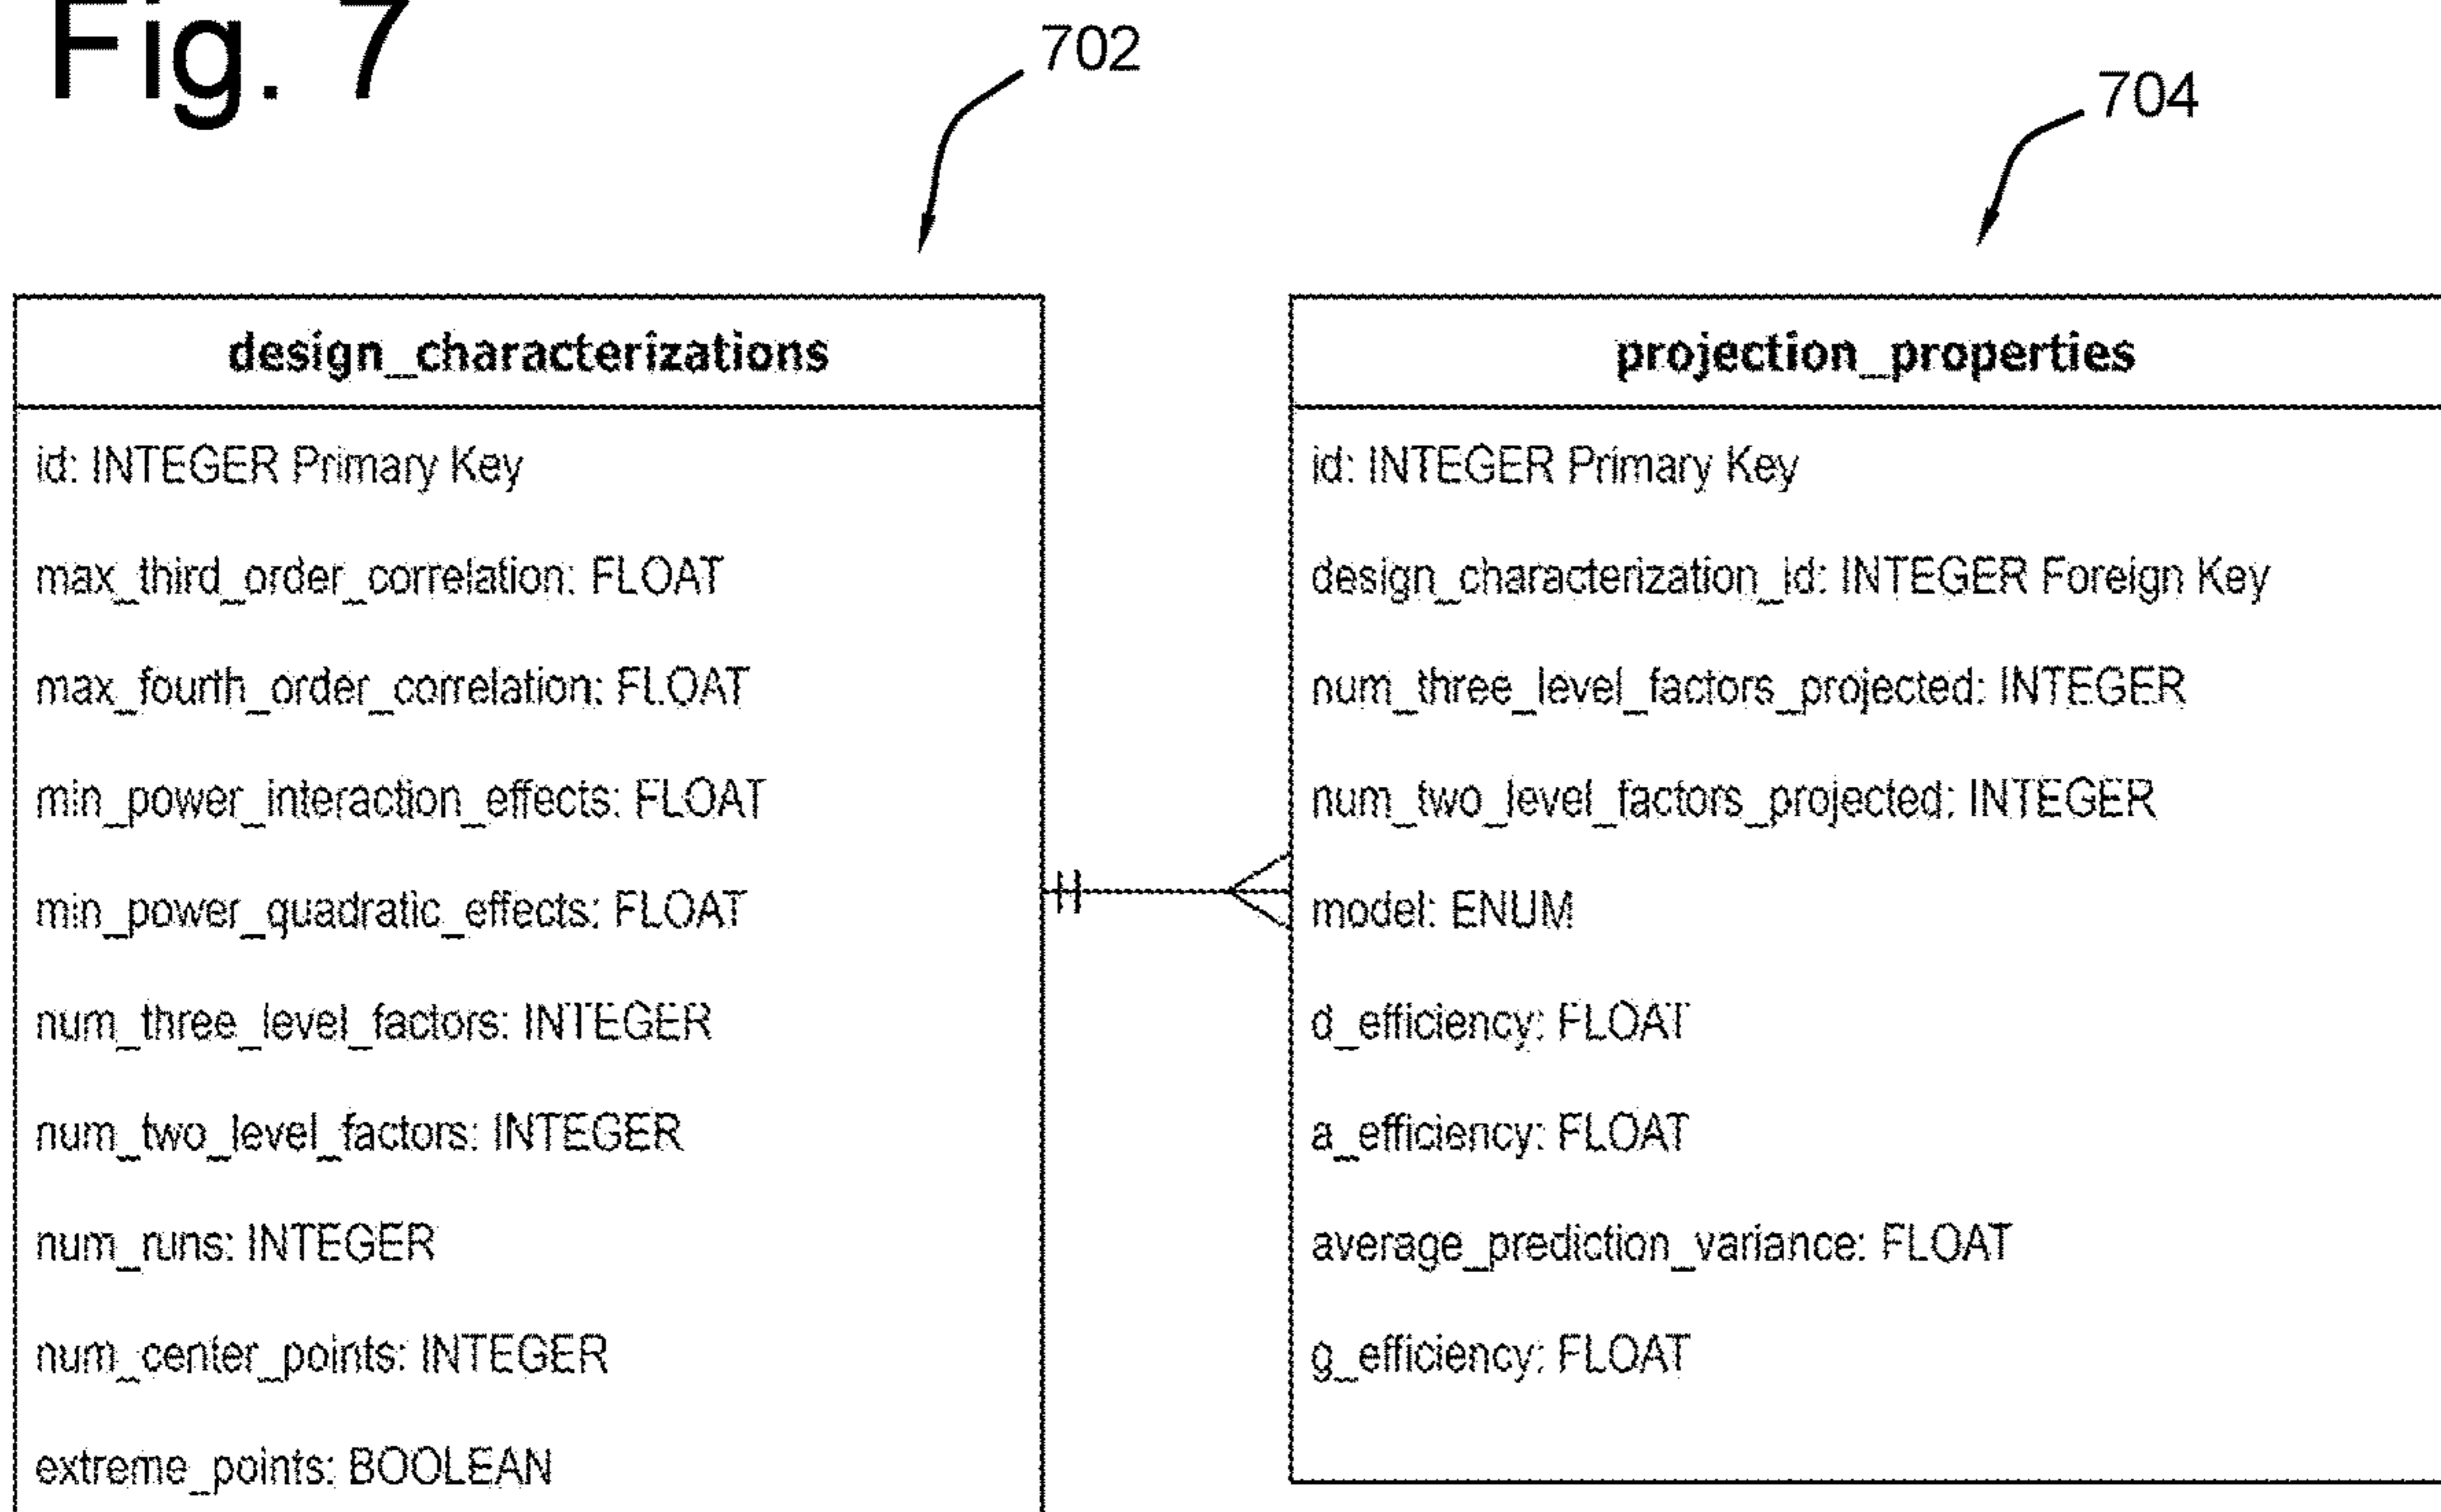 Fig. 7
702
704
design_characterizations
id: INTEGER Primary Key
max_third_order_correlation: FLOAT
max_fourth_order_correlation: FLOAT
min_power_interaction_effects: FLOAT
min_power_quadratic_effects: FLOAT
num_three_level_factors: INTEGER
num_two_level_factors: INTEGER
num_runs: INTEGER
num_center_points: INTEGER
extreme_points: BOOLEAN
projection_properties
id: INTEGER Primary Key
design_characterization_id: INTEGER Foreign Key
num_three_level_factors_projected: INTEGER
num_two_level_factors_projected: INTEGER
model: ENUM
d_efficiency: FLOAT
a_efficiency: FLOAT
average_prediction_variance: FLOAT
g_efficiency: FLOAT